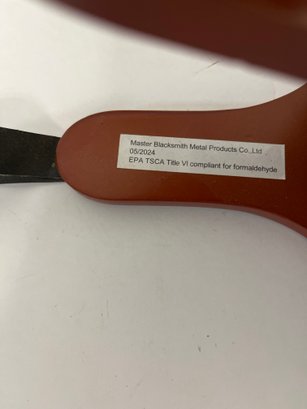 Master Blacksmith Metal Products Co.,Ltd
05/2024
EPA TSCA Title VI compliant for formaldehyde